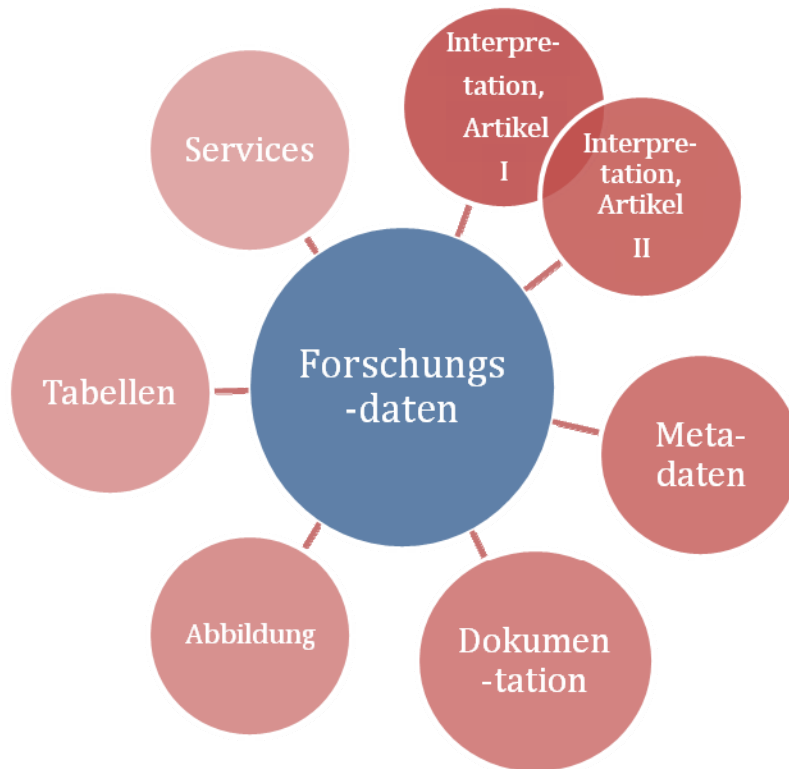 Interpre-
tation,
Artikel
I
Interpre-
tation,
Artikel
II
Services
Forschungs
-daten
Tabellen
Meta-
daten
Abbildung
Dokumen
-tation